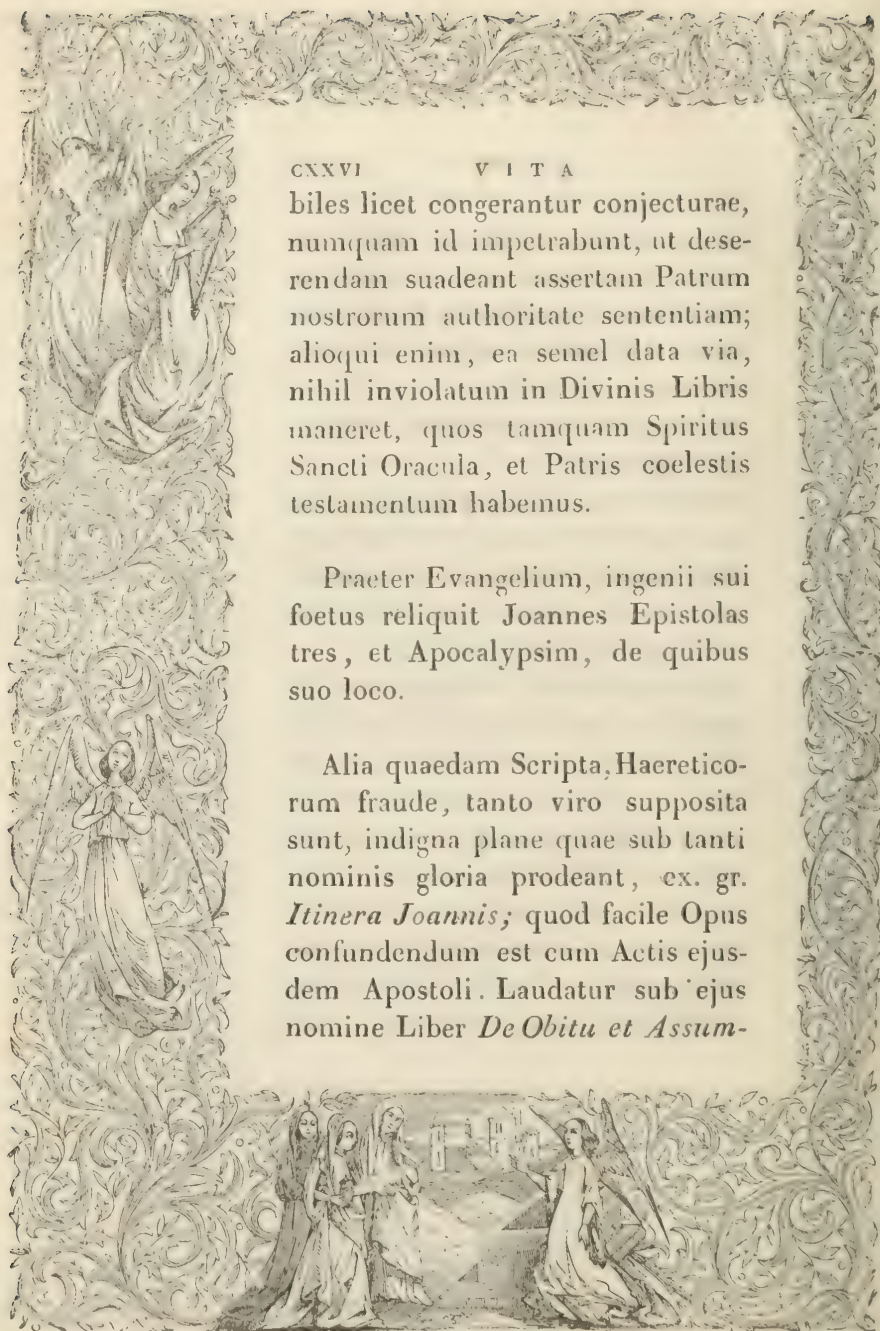 CXXVI VITA
biles licet congerantur conjecturae,
numquam id impetrabunt, ut dese-
rendam suadeant assertam Patrum
nostrorum authoritate sententiam;
alioqui enim, ea semel data via,
nihil inviolatum in Divinis Libris
maneret, quos tamquam Spiritus
Sancti Oracula, et Patris coelestis
testamentum habemus.
Praeter Evangelium, ingenii sui
foetus reliquit Joannes Epistolas
tres, et Apocalypsim, de quibus
suo loco.
Alia quaedam Scripta, Haeretico-
rum fraude, tanto viro supposita
sunt, indigna plane quae sub tanti
nominis gloria prodeant, ex. gr.
Itinera Joannis; quod facile Opus
confundendum est cum Actis ejus-
dem Apostoli. Laudatur sub ejus
nomine Liber De Obitu et Assum-